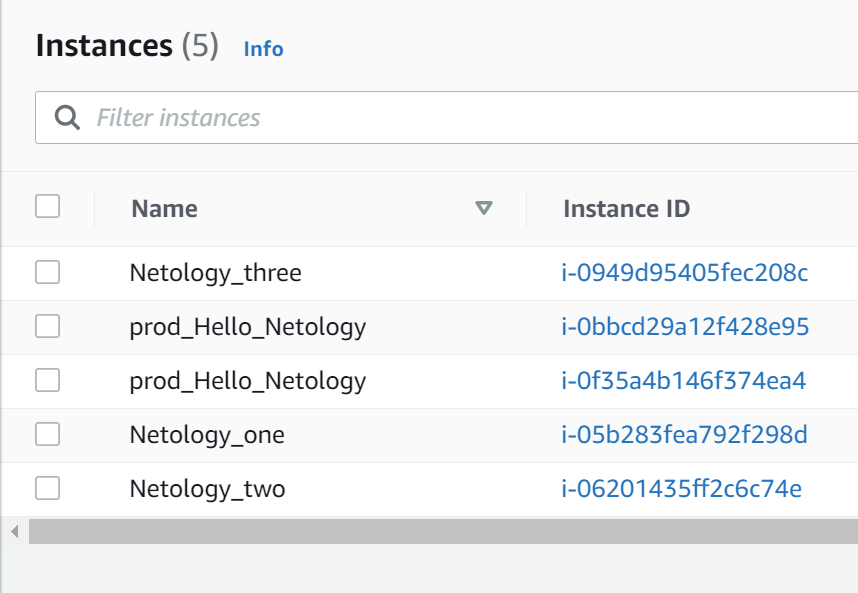 Instances (5) Info
Filter instances
Name Instance ID
Netology_three i-0949d95405fec208c
prod_Hello_Netology i-0bbcd29a12f428e95
prod_Hello_Netology i-0f35a4b146f374ea4
Netology_one i-05b283fea792f298d
Netology_two i-06201435ff2c6c74e